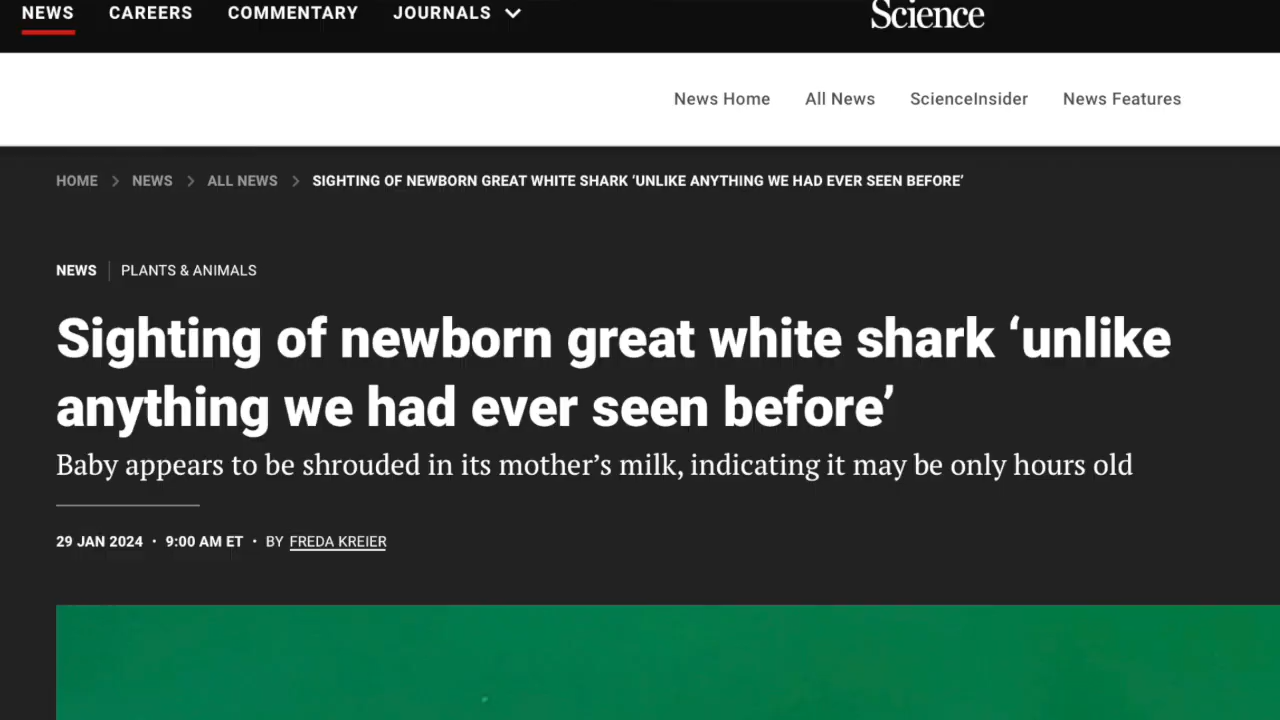 NEWS CAREERS COMMENTARY JOURNALS Science
News Home All News ScienceInsider News Features
HOME NEWS ALL NEWS SIGHTING OF NEWBORN GREAT WHITE SHARK ‘UNLIKE ANYTHING WE HAD EVER SEEN BEFORE’
NEWS PLANTS & ANIMALS
Sighting of newborn great white shark ‘unlike
anything we had ever seen before’
Baby appears to be shrouded in its mother’s milk, indicating it may be only hours old
29 JAN 2024 • 9:00 AM ET • BY FREDA KREIER